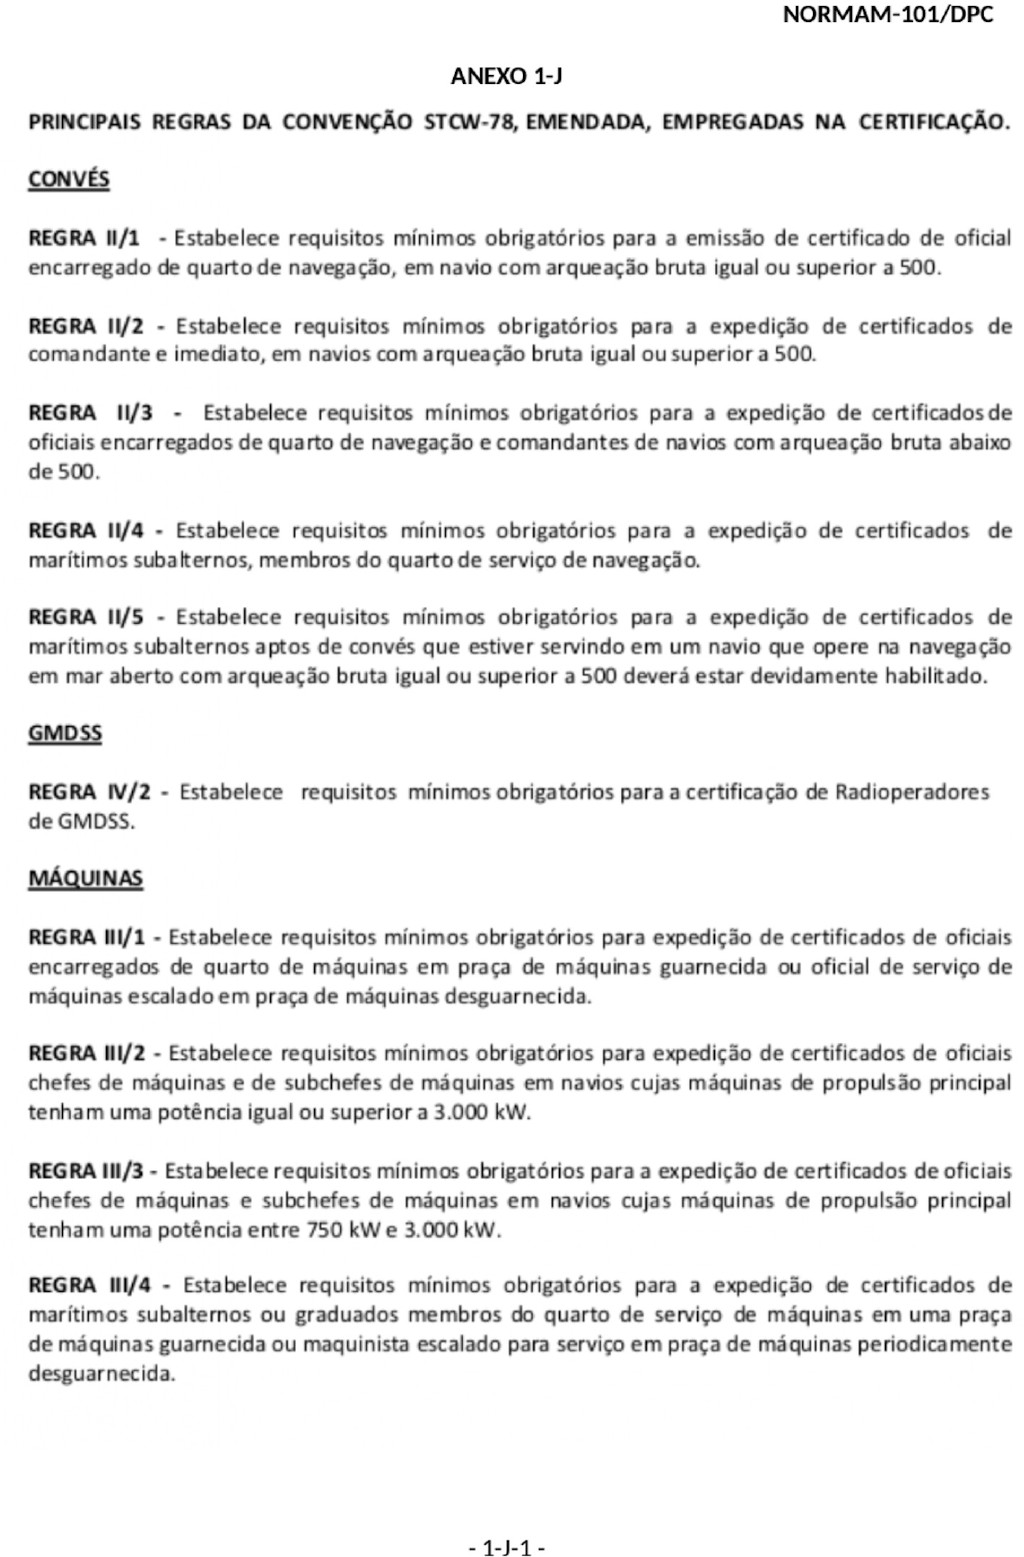 NORMAM-101/DPC
ANEXO 1-J
PRINCIPAIS REGRAS DA CONVENÇÃO STCW-78, EMENDADA, EMPREGADAS NA CERTIFICAÇÃO.
CONVÉS
REGRA II/1 - Estabelece requisitos mínimos obrigatórios para a emissão de certificado de oficial
encarregado de quarto de navegação, em navio com arqueação bruta igual ou superior a 500.
REGRA II/2 - Estabelece requisitos mínimos obrigatórios para a expedição de certificados de
comandante e imediato, em navios com arqueação bruta igual ou superior a 500.
REGRA II/3 - Estabelece requisitos mínimos obrigatórios para a expedição de certificados de
oficiais encarregados de quarto de navegação e comandantes de navios com arqueação bruta abaixo
de 500.
REGRA II/4 - Estabelece requisitos mínimos obrigatórios para a expedição de certificados de
marítimos subalternos, membros do quarto de serviço de navegação.
REGRA II/5 - Estabelece requisitos mínimos obrigatórios para a expedição de certificados de
marítimos subalternos aptos de convés que estiver servindo em um navio que opere na navegação
em mar aberto com arqueação bruta igual ou superior a 500 deverá estar devidamente habilitado.
GMDSS
REGRA IV/2 - Estabelece requisitos mínimos obrigatórios para a certificação de Radioperadores
de GMDSS.
MÁQUINAS
REGRA III/1 - Estabelece requisitos mínimos obrigatórios para expedição de certificados de oficiais
encarregados de quarto de máquinas em praça de máquinas guarnecida ou oficial de serviço de
máquinas escalado em praça de máquinas desguarnecida.
REGRA III/2 - Estabelece requisitos mínimos obrigatórios para expedição de certificados de oficiais
chefes de máquinas e de subchefes de máquinas em navios cujas máquinas de propulsão principal
tenham uma potência igual ou superior a 3.000 kW.
REGRA III/3 - Estabelece requisitos mínimos obrigatórios para a expedição de certificados de oficiais
chefes de máquinas e subchefes de máquinas em navios cujas máquinas de propulsão principal
tenham uma potência entre 750 kW e 3.000 kW.
REGRA III/4 - Estabelece requisitos mínimos obrigatórios para a expedição de certificados de
marítimos subalternos ou graduados membros do quarto de serviço de máquinas em uma praça
de máquinas guarnecida ou maquinista escalado para serviço em praça de máquinas periodicamente
desguarnecida.
- 1-J-1 -